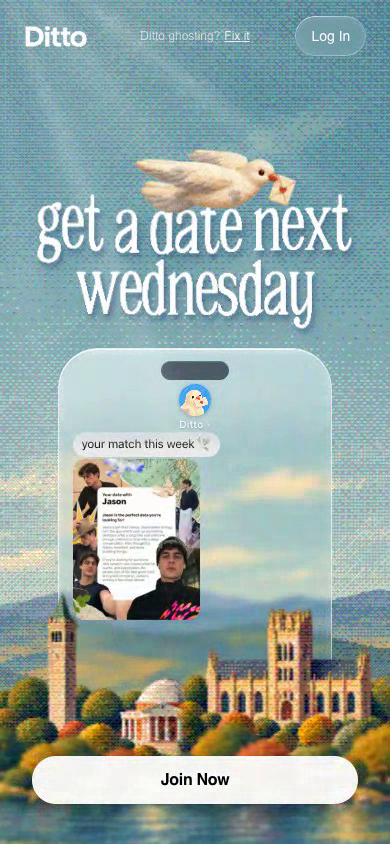 Ditto
Ditto ghosting? Fix it
Log In
get a date next
wednesday
Ditto
your match this week
Your date with
Jason
Jason is the perfect date you're
looking for!
Join Now